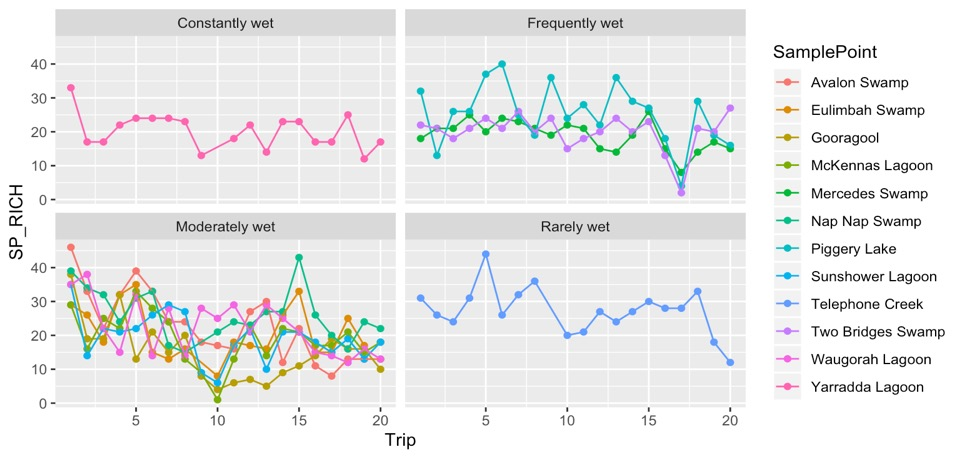 Constantly wet
Frequently wet
40
30
20
10
0
Moderately wet
Rarely wet
40
30
20
10
0
5
10
15
20
5
10
15
20
SP_RICH
Trip
SamplePoint
Avalon Swamp
Eulimbah Swamp
Gooragool
McKennas Lagoon
Mercedes Swamp
Nap Nap Swamp
Piggery Lake
Sunshower Lagoon
Telephone Creek
Two Bridges Swamp
Waugorah Lagoon
Yarradda Lagoon